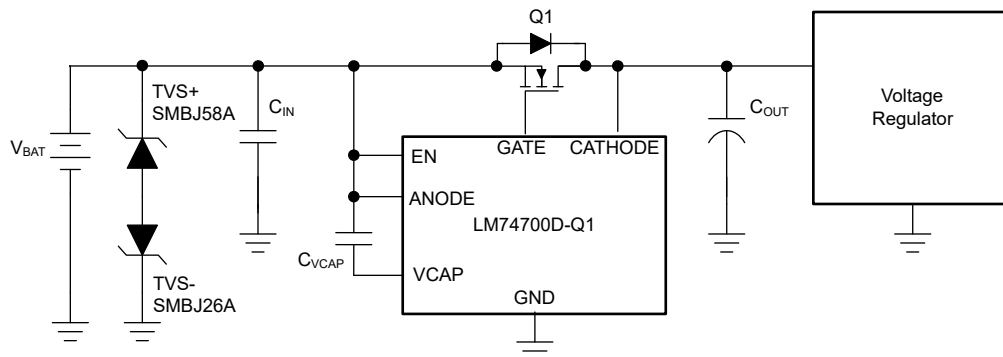 Q1
TVS+
SMBJ58A
C_IN
V_BAT
TVS-
SMBJ26A
C_VCAP
EN
ANODE
VCAP
GATE
CATHODE
LM74700D-Q1
GND
C_OUT
Voltage
Regulator